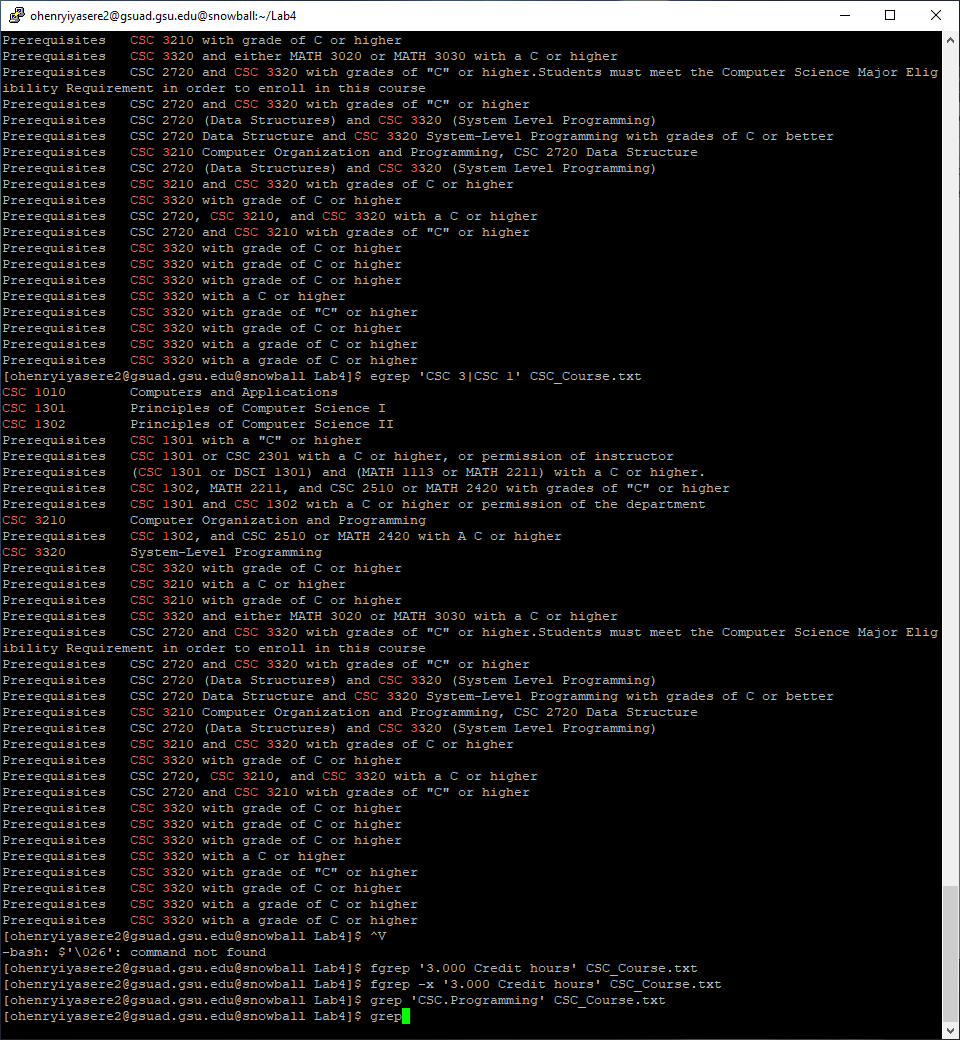 ohenryiyasere2@gsuad.gsu.edu@snowball:~/Lab4
Prerequisites   CSC 3210 with grade of C or higher
Prerequisites   CSC 3320 and either MATH 3020 or MATH 3030 with a C or higher
Prerequisites   CSC 2720 and CSC 3320 with grades of "C" or higher.Students must meet the Computer Science Major Elig
ibility Requirement in order to enroll in this course
Prerequisites   CSC 2720 and CSC 3320 with grades of "C" or higher
Prerequisites   CSC 2720 (Data Structures) and CSC 3320 (System Level Programming)
Prerequisites   CSC 2720 Data Structure and CSC 3320 System-Level Programming with grades of C or better
Prerequisites   CSC 3210 Computer Organization and Programming, CSC 2720 Data Structure
Prerequisites   CSC 2720 (Data Structures) and CSC 3320 (System Level Programming)
Prerequisites   CSC 3210 and CSC 3320 with grades of C or higher
Prerequisites   CSC 3320 with grade of C or higher
Prerequisites   CSC 2720, CSC 3210, and CSC 3320 with a C or higher
Prerequisites   CSC 2720 and CSC 3210 with grades of "C" or higher
Prerequisites   CSC 3320 with grade of C or higher
Prerequisites   CSC 3320 with grade of C or higher
Prerequisites   CSC 3320 with grade of C or higher
Prerequisites   CSC 3320 with a C or higher
Prerequisites   CSC 3320 with grade of "C" or higher
Prerequisites   CSC 3320 with grade of C or higher
Prerequisites   CSC 3320 with a grade of C or higher
Prerequisites   CSC 3320 with a grade of C or higher
[ohenryiyasere2@gsuad.gsu.edu@snowball Lab4]$ egrep 'CSC 3|CSC 1' CSC_Course.txt
CSC 1010        Computers and Applications
CSC 1301        Principles of Computer Science I
CSC 1302        Principles of Computer Science II
Prerequisites   CSC 1301 with a "C" or higher
Prerequisites   CSC 1301 or CSC 2301 with a C or higher, or permission of instructor
Prerequisites   (CSC 1301 or DSCI 1301) and (MATH 1113 or MATH 2211) with a C or higher.
Prerequisites   CSC 1302, MATH 2211, and CSC 2510 or MATH 2420 with grades of "C" or higher
Prerequisites   CSC 1301 and CSC 1302 with a C or higher or permission of the department
CSC 3210        Computer Organization and Programming
Prerequisites   CSC 1302, and CSC 2510 or MATH 2420 with A C or higher
CSC 3320        System-Level Programming
Prerequisites   CSC 3320 with grade of C or higher
Prerequisites   CSC 3210 with a C or higher
Prerequisites   CSC 3210 with grade of C or higher
Prerequisites   CSC 3320 and either MATH 3020 or MATH 3030 with a C or higher
Prerequisites   CSC 2720 and CSC 3320 with grades of "C" or higher.Students must meet the Computer Science Major Elig
ibility Requirement in order to enroll in this course
Prerequisites   CSC 2720 and CSC 3320 with grades of "C" or higher
Prerequisites   CSC 2720 (Data Structures) and CSC 3320 (System Level Programming)
Prerequisites   CSC 2720 Data Structure and CSC 3320 System-Level Programming with grades of C or better
Prerequisites   CSC 3210 Computer Organization and Programming, CSC 2720 Data Structure
Prerequisites   CSC 2720 (Data Structures) and CSC 3320 (System Level Programming)
Prerequisites   CSC 3210 and CSC 3320 with grades of C or higher
Prerequisites   CSC 3320 with grade of C or higher
Prerequisites   CSC 2720, CSC 3210, and CSC 3320 with a C or higher
Prerequisites   CSC 2720 and CSC 3210 with grades of "C" or higher
Prerequisites   CSC 3320 with grade of C or higher
Prerequisites   CSC 3320 with grade of C or higher
Prerequisites   CSC 3320 with grade of C or higher
Prerequisites   CSC 3320 with a C or higher
Prerequisites   CSC 3320 with grade of "C" or higher
Prerequisites   CSC 3320 with grade of C or higher
Prerequisites   CSC 3320 with a grade of C or higher
Prerequisites   CSC 3320 with a grade of C or higher
[ohenryiyasere2@gsuad.gsu.edu@snowball Lab4]$ ^V
-bash: $'\026': command not found
[ohenryiyasere2@gsuad.gsu.edu@snowball Lab4]$ fgrep '3.000 Credit hours' CSC_Course.txt
[ohenryiyasere2@gsuad.gsu.edu@snowball Lab4]$ fgrep -x '3.000 Credit hours' CSC_Course.txt
[ohenryiyasere2@gsuad.gsu.edu@snowball Lab4]$ grep 'CSC.Programming' CSC_Course.txt
[ohenryiyasere2@gsuad.gsu.edu@snowball Lab4]$ grep